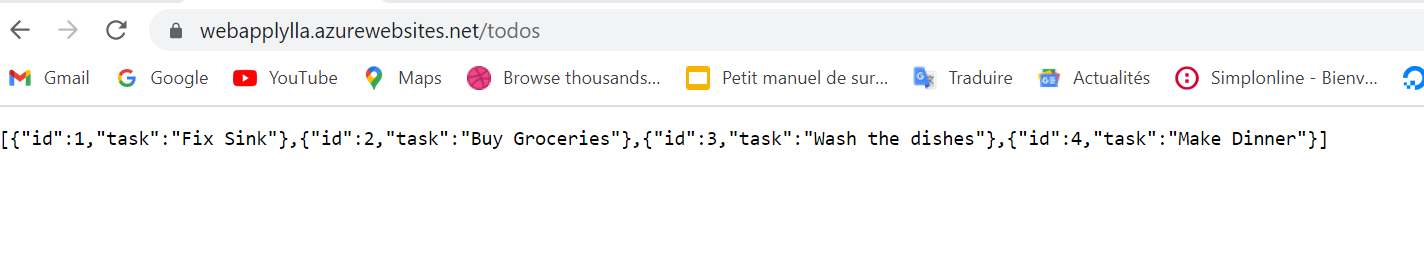 webapplylla.azurewebsites.net/todos
Gmail Google YouTube Maps Browse thousands... Petit manuel de sur... Traduire Actualités Simplonline - Bienv...
[{"id":1,"task":"Fix Sink"},{"id":2,"task":"Buy Groceries"},{"id":3,"task":"Wash the dishes"},{"id":4,"task":"Make Dinner"}]